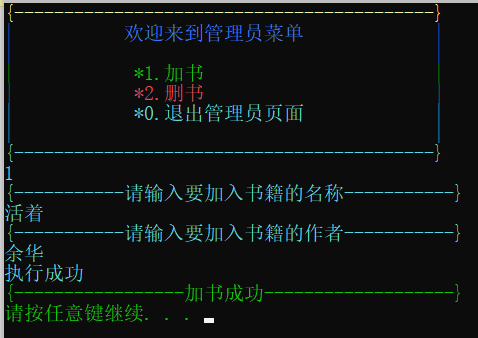 {------------------------------------------}
欢迎来到管理员菜单
*1.加书
*2.删书
*0.退出管理员页面
{------------------------------------------}
1
{-----------请输入要加入书籍的名称-----------}
活着
{-----------请输入要加入书籍的作者-----------}
余华
执行成功
{-----------------加书成功-------------------}
请按任意键继续. . .